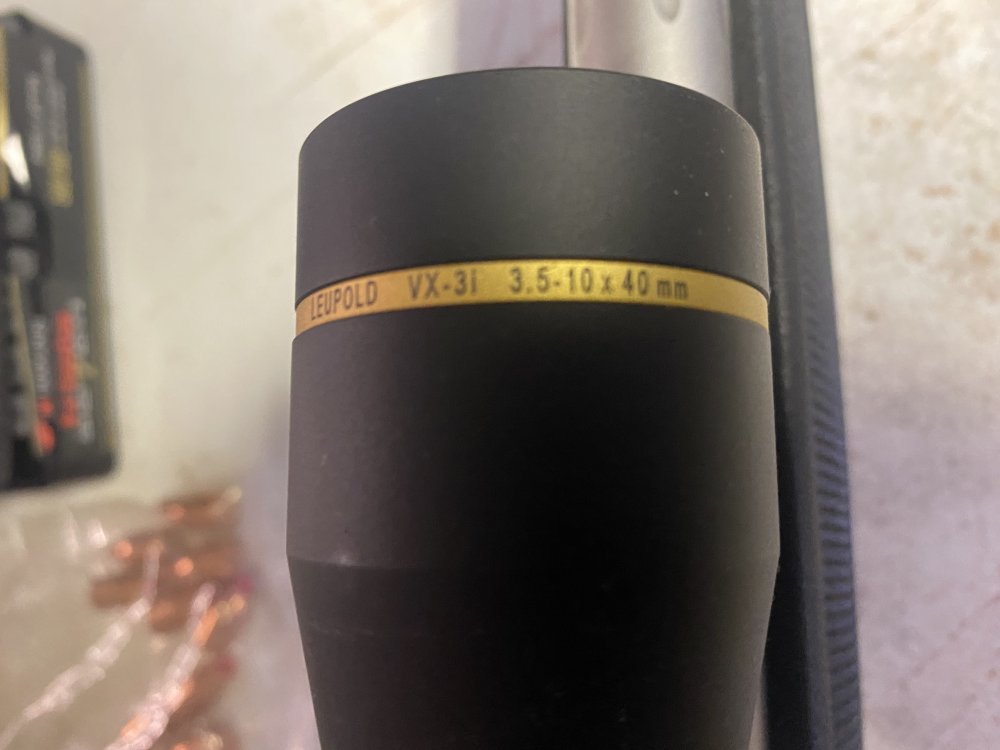 LEUPOLD VX-3i 3.5-10x40mm